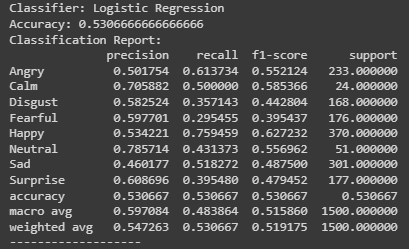 Classifier: Logistic Regression
Accuracy: 0.5306666666666666
Classification Report:
precision recall f1-score support
Angry 0.501754 0.613734 0.552124 233.000000
Calm 0.705882 0.500000 0.585366 24.000000
Disgust 0.582524 0.357143 0.442804 168.000000
Fearful 0.597701 0.295455 0.395437 176.000000
Happy 0.534221 0.759459 0.627232 370.000000
Neutral 0.785714 0.431373 0.556962 51.000000
Sad 0.460177 0.518272 0.487500 301.000000
Surprise 0.608696 0.395480 0.479452 177.000000
accuracy 0.530667 0.530667 0.530667 0.530667
macro avg 0.597084 0.483864 0.515860 1500.000000
weighted avg 0.547263 0.530667 0.519175 1500.000000
--------------------